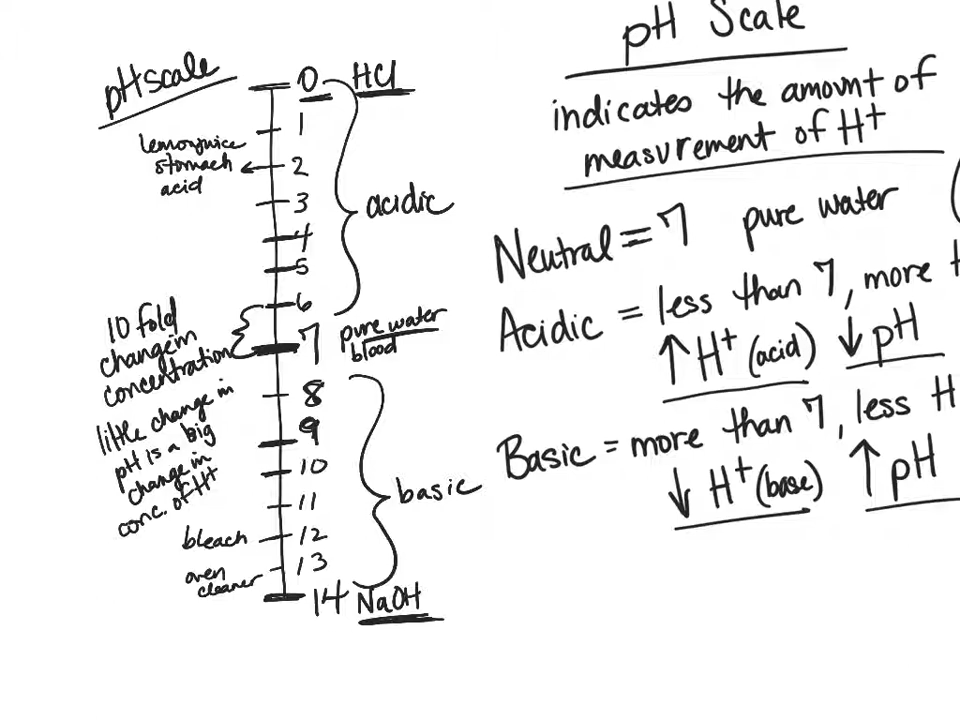 pH scale
0 HCl
1
lemon juice
stomach
acid
2
3
acidic
4
5
6
10 fold
change in
concentration
7
pure water
blood
8
little change in
pH is a big
change in
conc. of H+
9
10
basic
11
bleach
12
oven
cleaner
13
14 NaOH
pH Scale
indicates the amount of
measurement of H+
Neutral = 7 pure water
Acidic = less than 7, more
↑ H+ (acid) ↓ pH
Basic = more than 7, less H
↓ H+ (base) ↑ pH